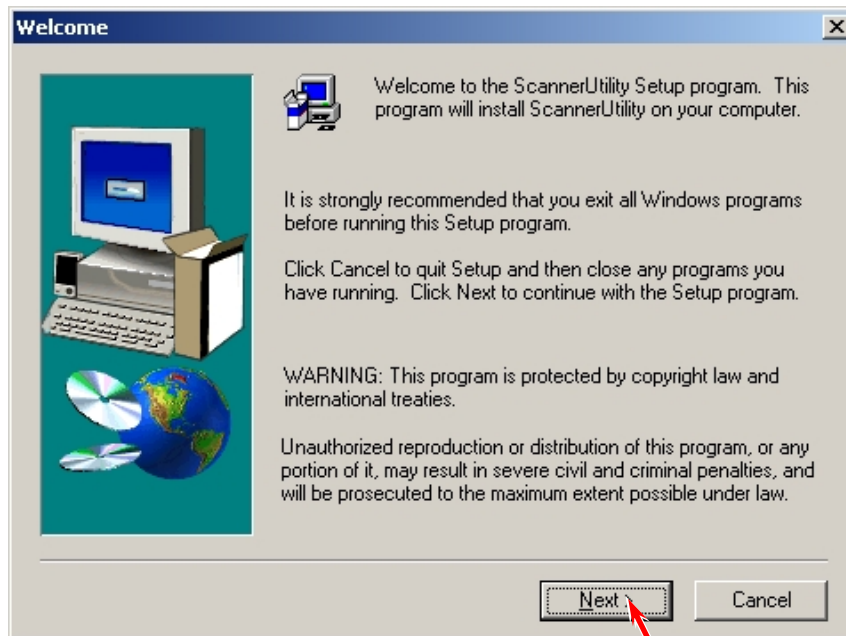 Welcome
Welcome to the ScannerUtility Setup program. This
program will install ScannerUtility on your computer.
It is strongly recommended that you exit all Windows programs
before running this Setup program.
Click Cancel to quit Setup and then close any programs you
have running. Click Next to continue with the Setup program.
WARNING: This program is protected by copyright law and
international treaties.
Unauthorized reproduction or distribution of this program, or any
portion of it, may result in severe civil and criminal penalties, and
will be prosecuted to the maximum extent possible under law.
Next >
Cancel